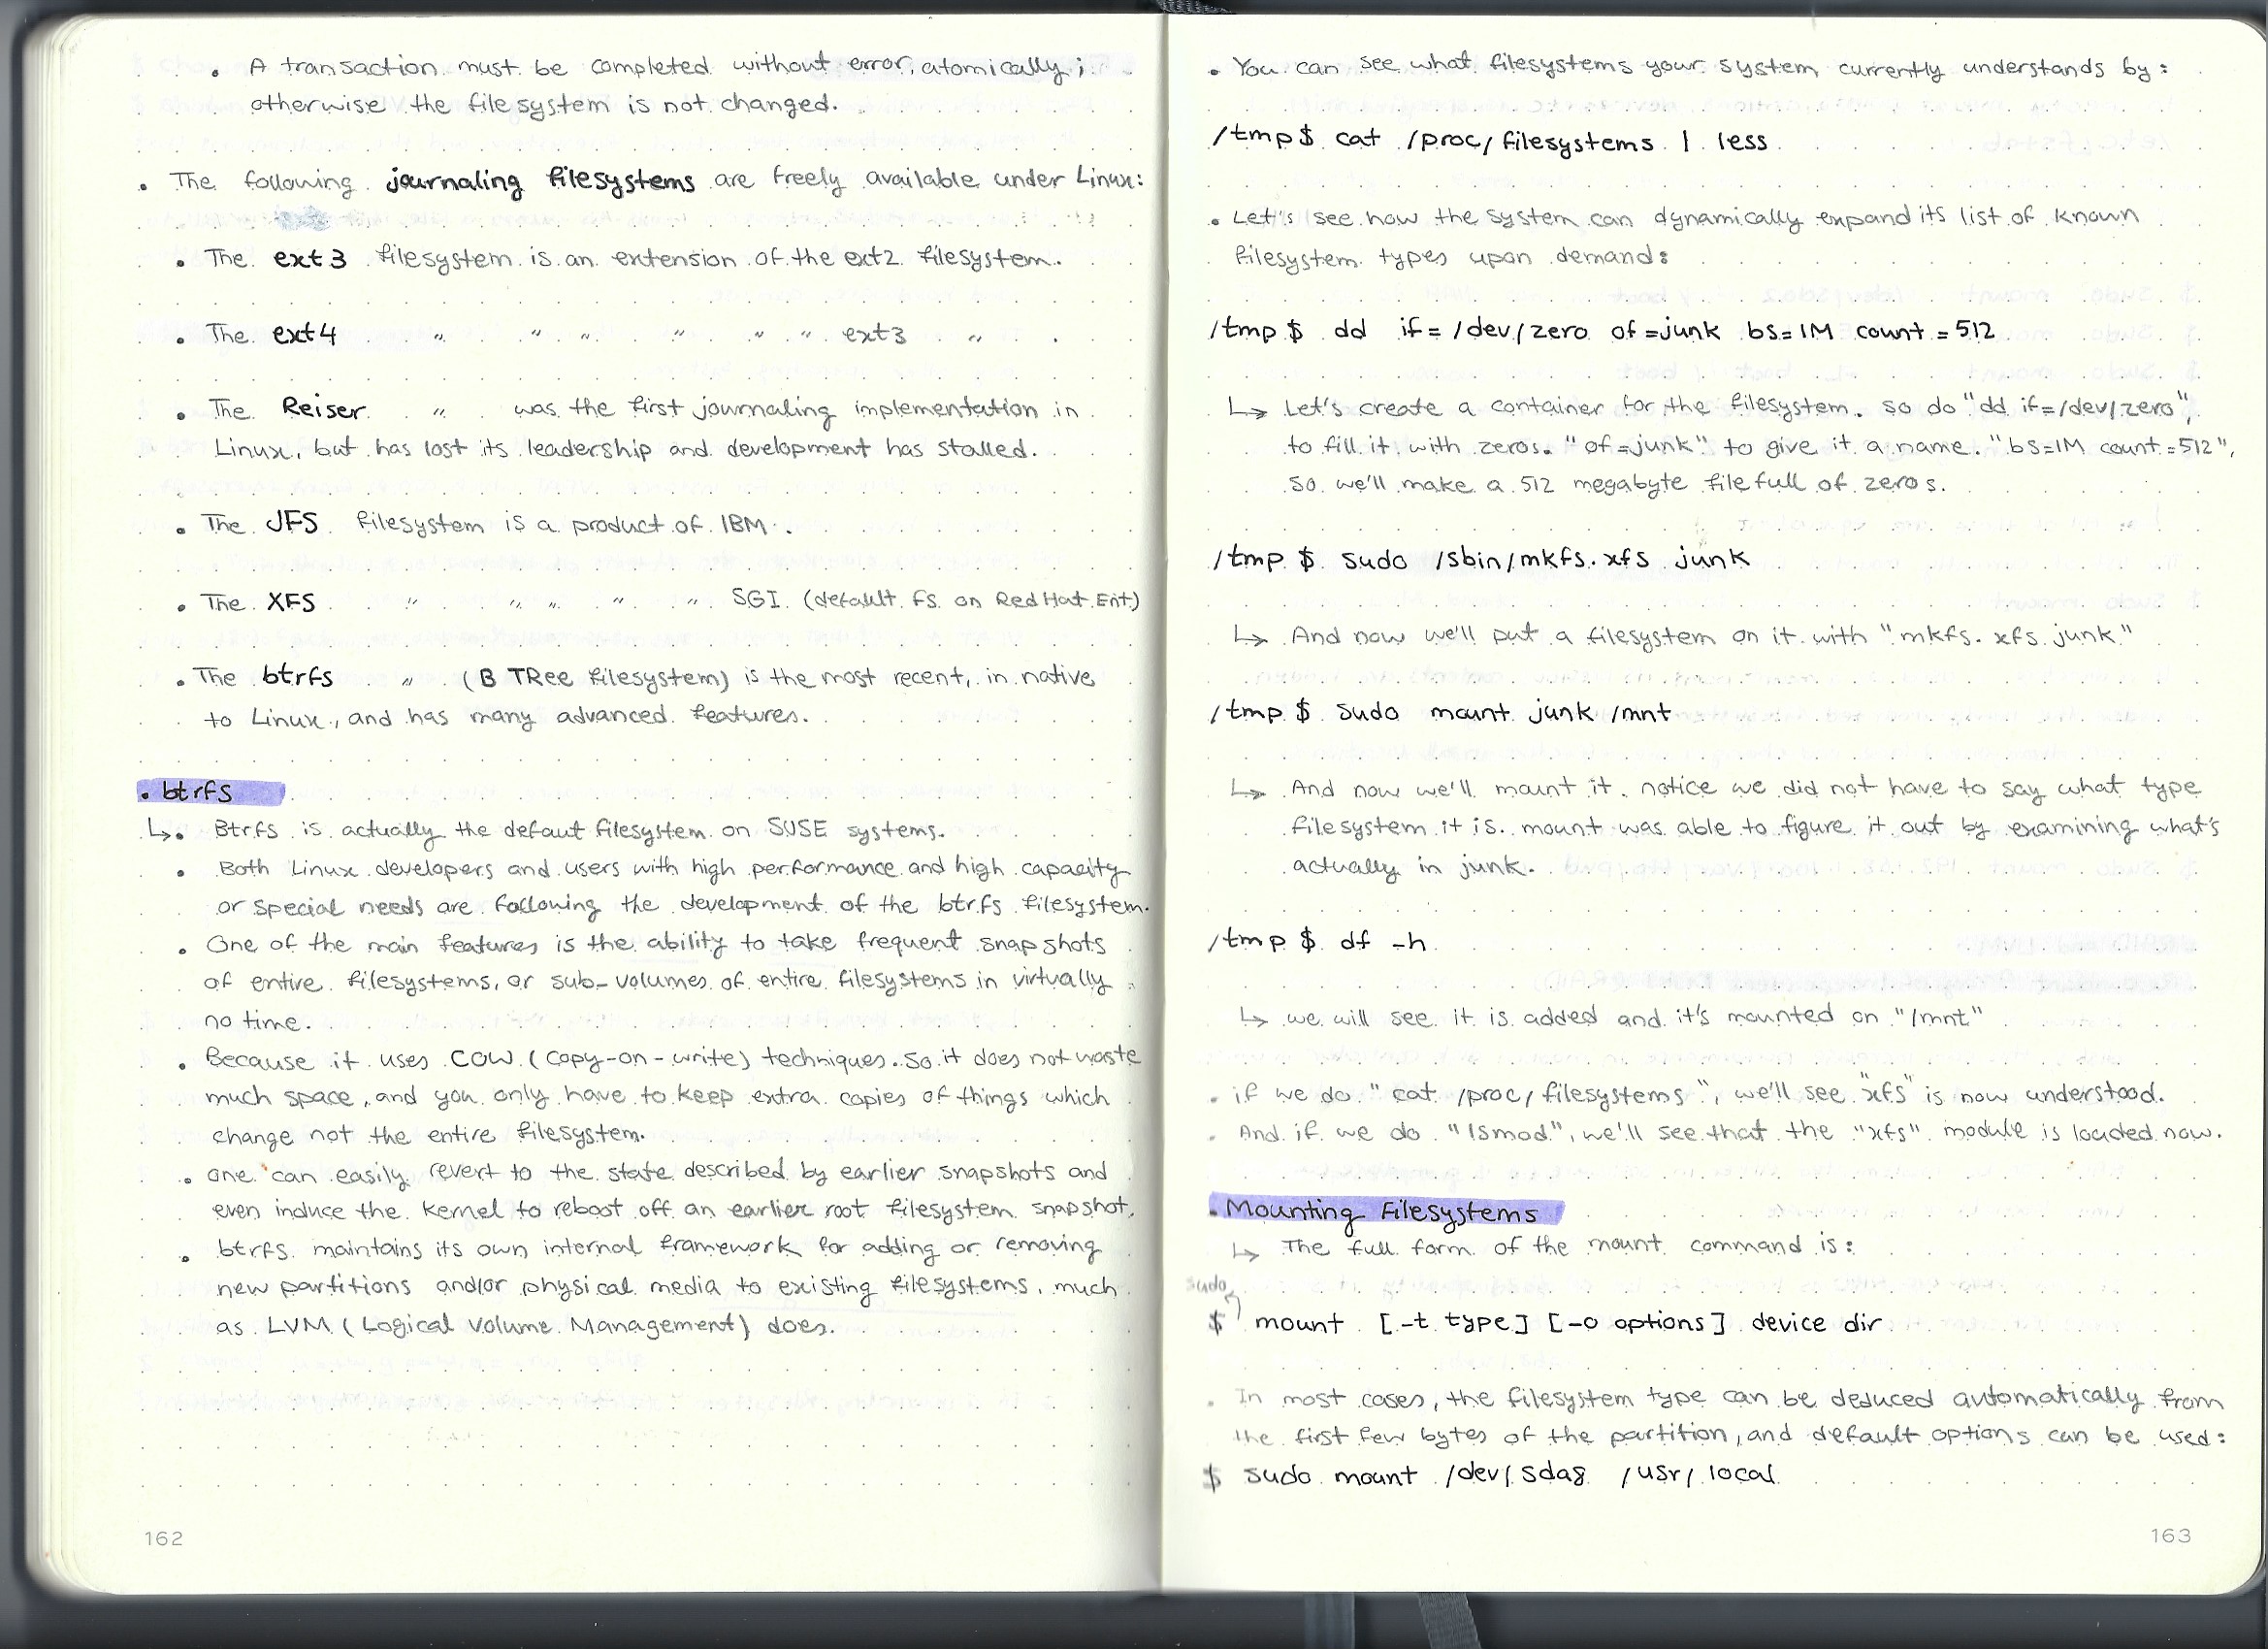 • A transaction must be completed without error, atomically;
otherwise the filesystem is not changed.
• The following journaling filesystems are freely available under Linux:
• The ext3 filesystem is an extension of the ext2 filesystem.
• The ext4 " " " " " " ext3 " .
• The Reiser " was the first journaling implementation in
Linux, but has lost its leadership and development has stalled.
• The JFS filesystem is a product of IBM.
• The XFS " " " " " SGI (default fs on Red Hat Ent)
• The btrfs " (B TRee filesystem) is the most recent, in native
to Linux, and has many advanced features.
• btrfs
↳• Btrfs is actually the defaut filesystem on SUSE systems.
• Both Linux developers and users with high performance and high capacity
or special needs are following the development of the btrfs filesystem.
• One of the main features is the ability to take frequent snapshots
of entire filesystems, or sub-volumes of entire filesystems in virtually
no time.
• Because it uses COW (copy-on-write) techniques. So it does not waste
much space, and you only have to keep extra copies of things which
change not the entire filesystem.
• one can easily revert to the state described by earlier snapshots and
even induce the kernel to reboot off an earlier root filesystem snapshot.
• btrfs maintains its own internal framework for adding or removing
new partitions and/or physical media to existing filesystems, much
as LVM (Logical Volume Management) does.
162
• You can see what filesystems your system currently understands by:
/tmp$ cat /proc/filesystems | less
• Let's see how the system can dynamically expand its list of known
filesystem types upon demand:
/tmp $ dd if=/dev/zero of=junk bs=1M count=512
↳ Let's create a container for the filesystem. so do "dd if=/dev/zero",
to fill it with zeros. "of=junk" to give it a name. "bs=1M count=512",
so we'll make a 512 megabyte file full of zeros.
/tmp $ sudo /sbin/mkfs.xfs junk
↳ And now we'll put a filesystem on it with "mkfs.xfs junk"
/tmp $ sudo mount junk /mnt
↳ And now we'll mount it. notice we did not have to say what type
filesystem it is. mount was able to figure it out by examining what's
actually in junk.
/tmp $ df -h
↳ we will see it is added and it's mounted on "/mnt"
• if we do "cat /proc/filesystems", we'll see "xfs" is now understood.
• And if we do "lsmod", we'll see that the "xfs" module is loaded now.
• Mounting Filesystems
↳ The full form of the mount command is:
sudo
$ mount [-t type] [-o options] device dir
• In most cases, the filesystem type can be deduced automatically from
the first few bytes of the partition, and default options can be used:
$ sudo mount /dev/sda8 /usr/local
163